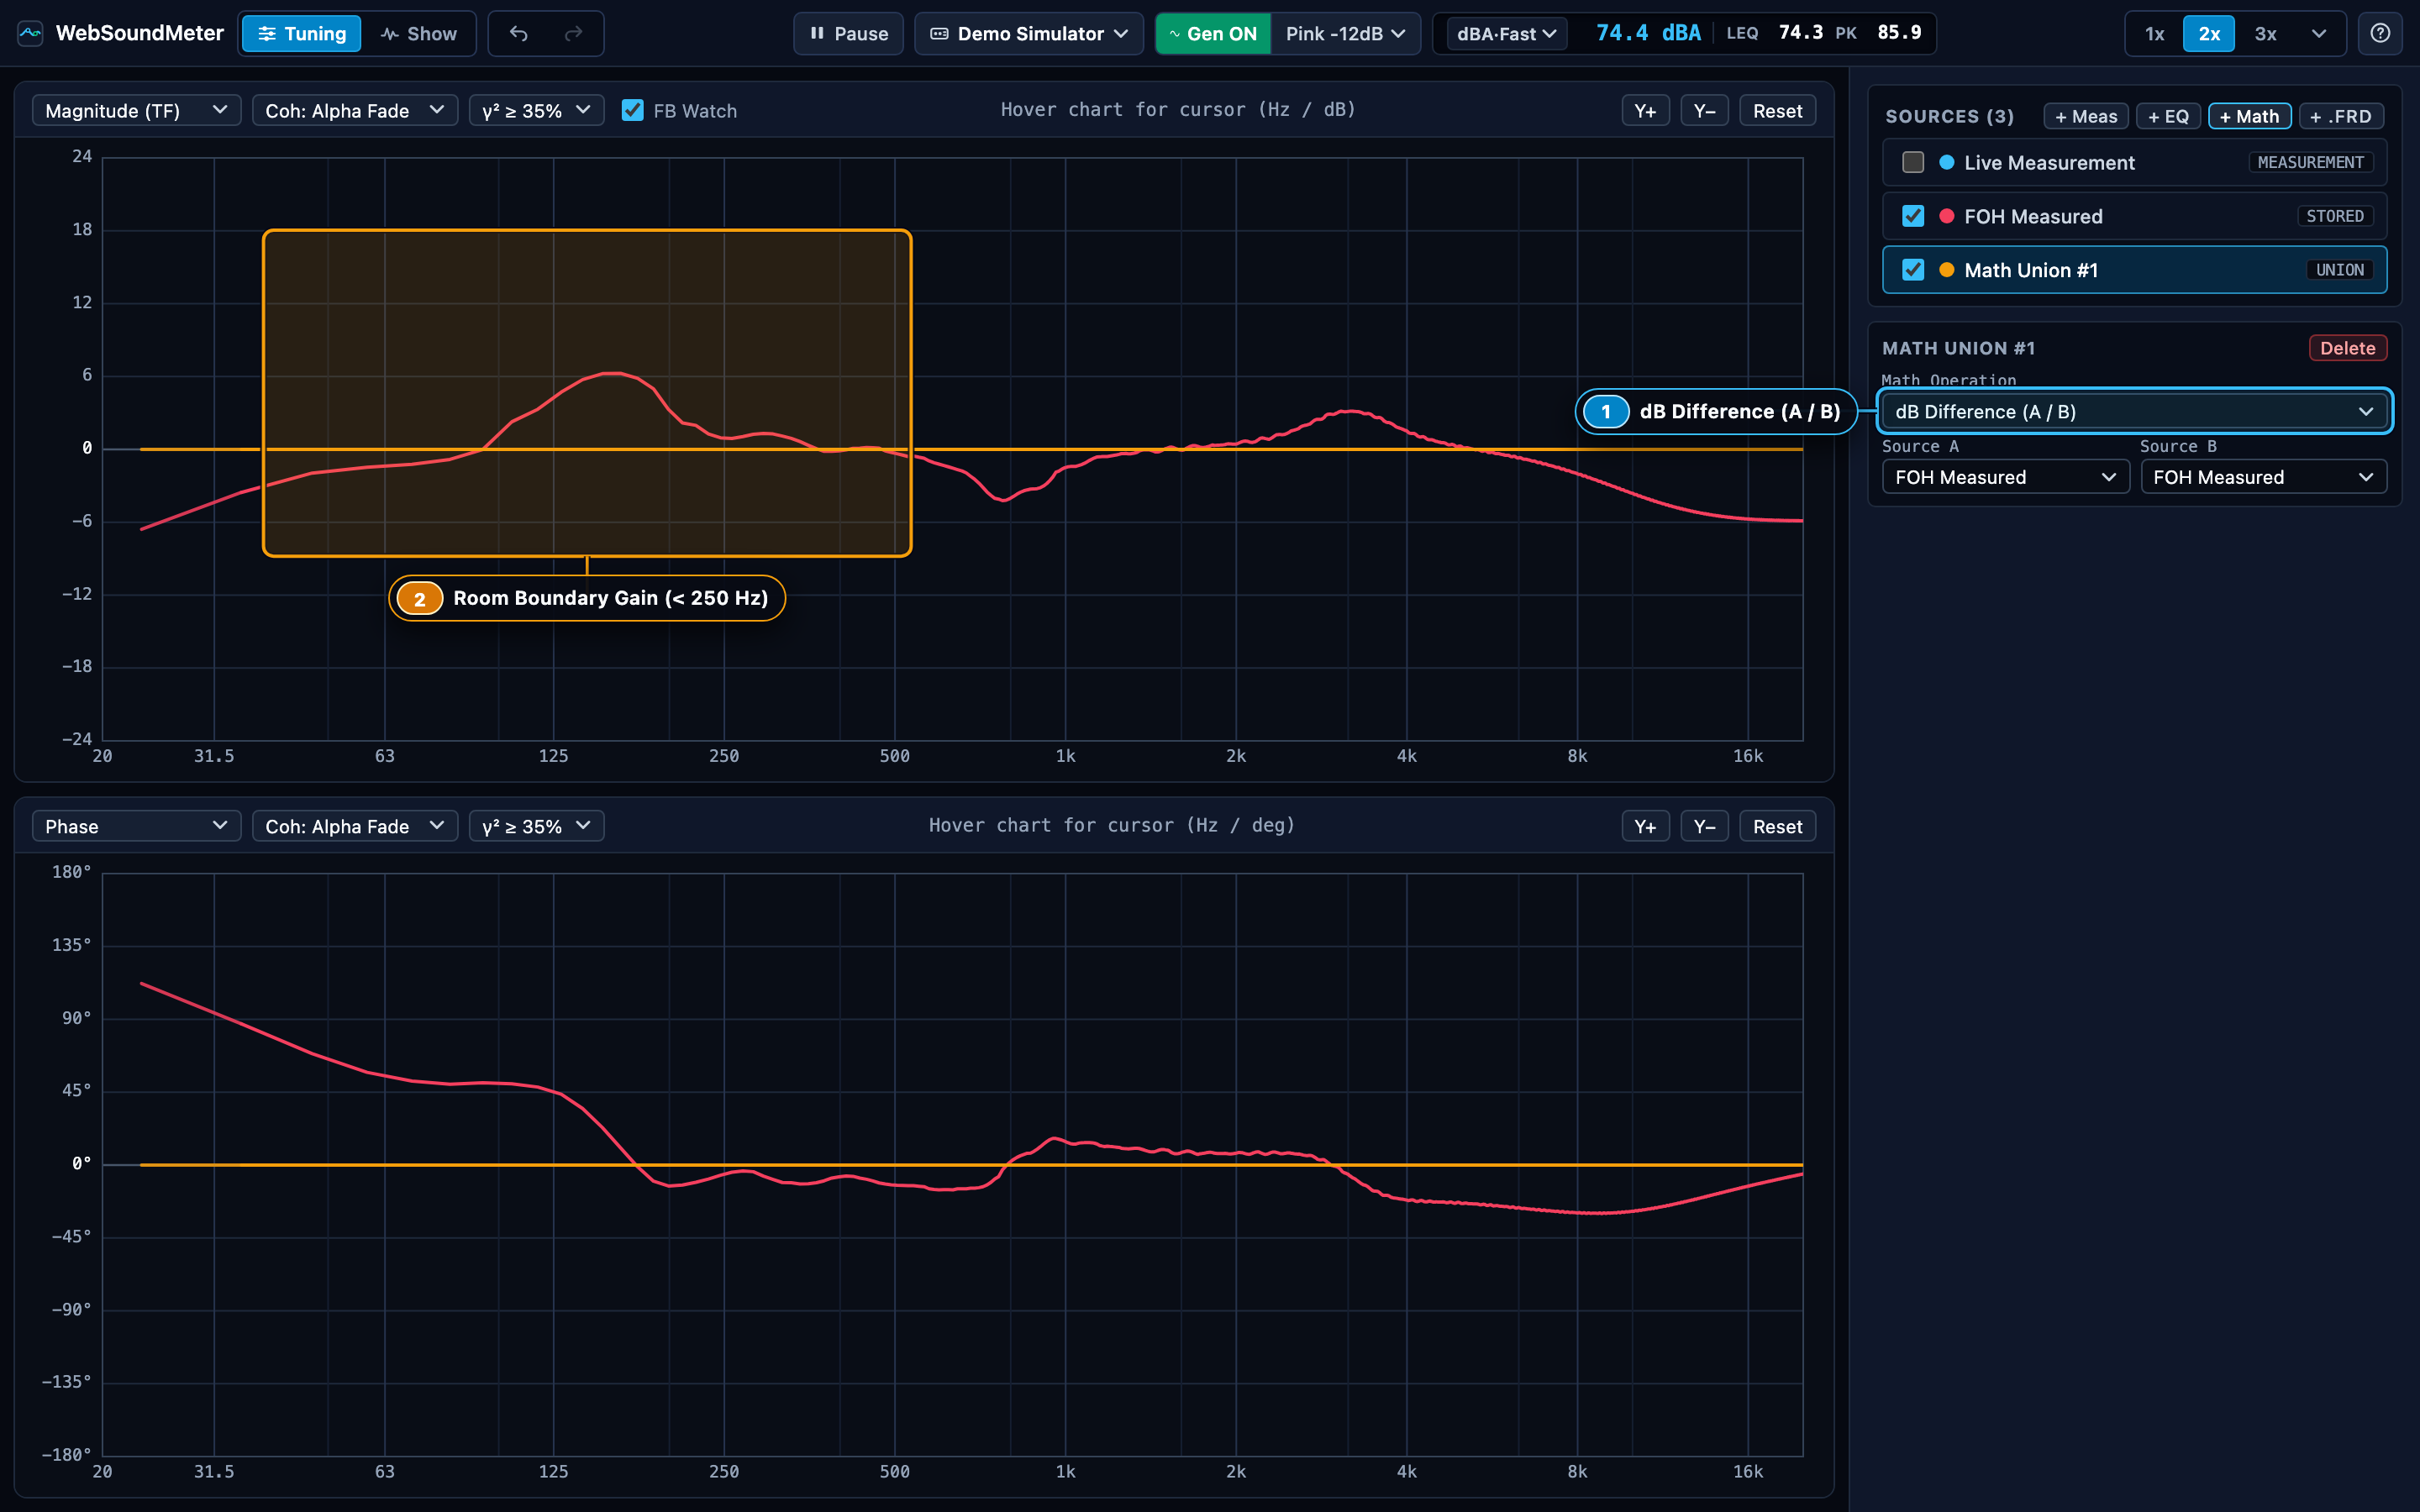 WebSoundMeter Tuning Show Pause Demo Simulator ~ Gen ON Pink -12dB dBA·Fast 74.4 dBA LEQ 74.3 PK 85.9 1x 2x 3x
Magnitude (TF) Coh: Alpha Fade γ² ≥ 35% FB Watch Hover chart for cursor (Hz / dB) Y+ Y− Reset
24
18
12
6
0
−6
−12
−18
−24
20 31.5 63 125 250 500 1k 2k 4k 8k 16k
1 dB Difference (A / B)
2 Room Boundary Gain (< 250 Hz)
Phase Coh: Alpha Fade γ² ≥ 35% Hover chart for cursor (Hz / deg) Y+ Y− Reset
180°
135°
90°
45°
0°
−45°
−90°
−135°
−180°
20 31.5 63 125 250 500 1k 2k 4k 8k 16k
SOURCES (3) + Meas + EQ + Math + .FRD
Live Measurement MEASUREMENT
FOH Measured STORED
Math Union #1 UNION
MATH UNION #1 Delete
Math Operation
dB Difference (A / B)
Source A Source B
FOH Measured FOH Measured